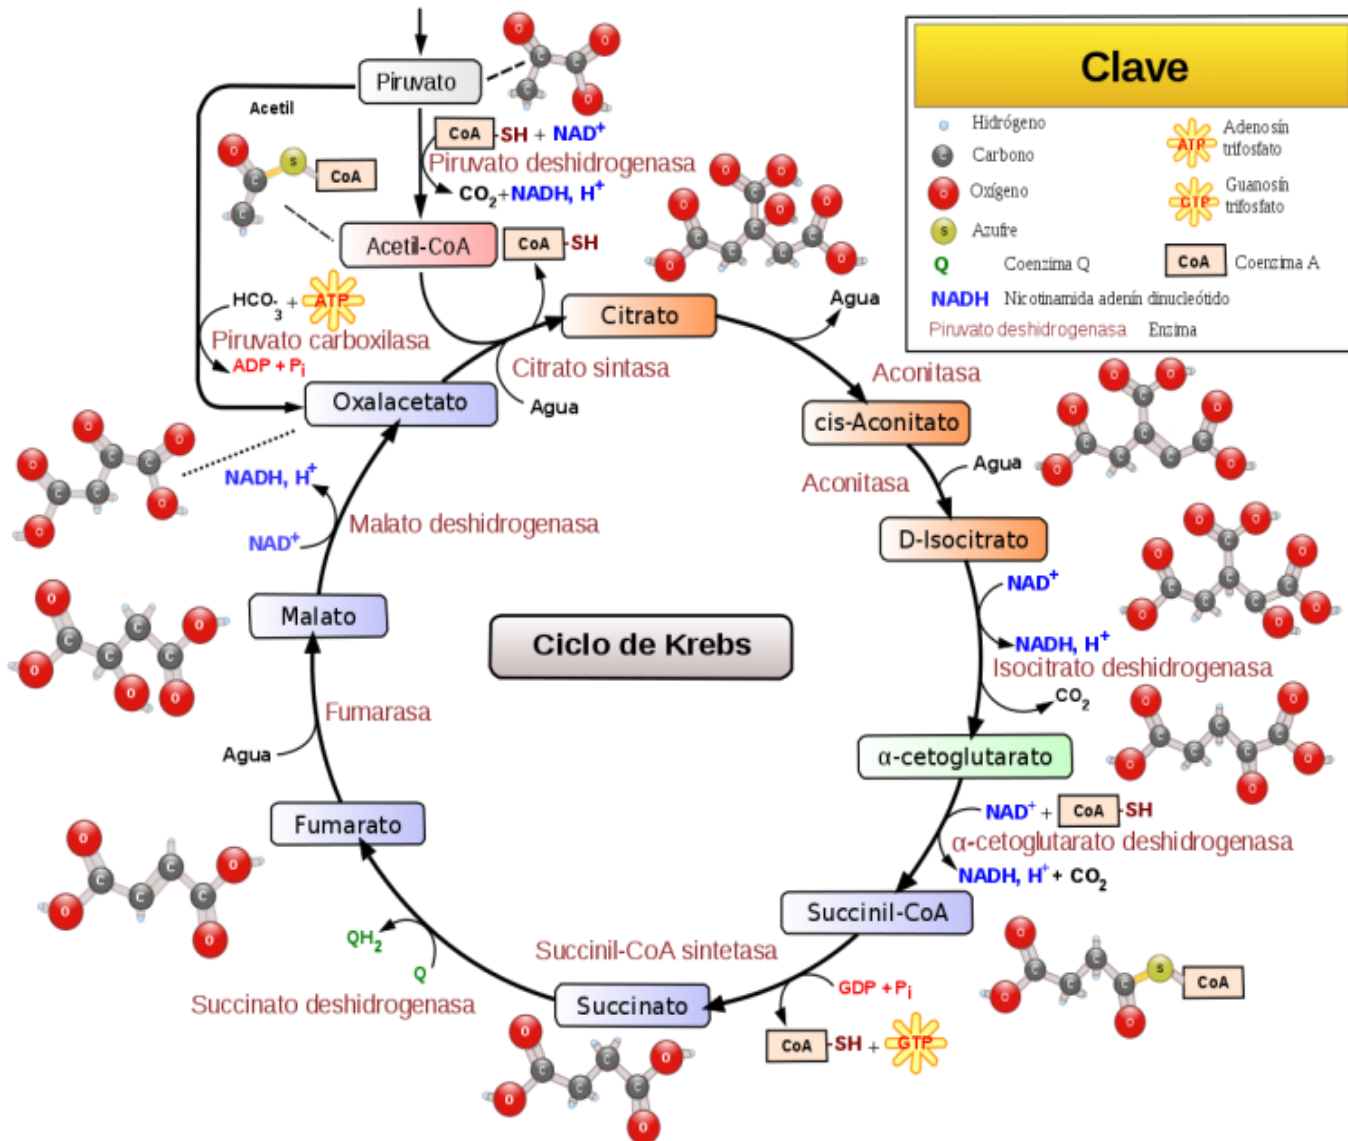 Piruvato
Acetil
CoA -SH + NAD+
Piruvato deshidrogenasa
CO2+NADH, H+
S
CoA
Acetil-CoA
CoA -SH
HCO3- + ATP
Piruvato carboxilasa
ADP + Pi
Citrato
Agua
Citrato sintasa
Agua
Oxalacetato
Aconitasa
cis-Aconitato
Aconitasa
Agua
D-Isocitrato
NAD+
NADH, H+
Isocitrato deshidrogenasa
CO2
α-cetoglutarato
NAD+ + CoA -SH
α-cetoglutarato deshidrogenasa
NADH, H+ + CO2
Succinil-CoA
S
CoA
Succinil-CoA sintetasa
GDP + Pi
CoA -SH + GTP
Succinato
QH2
Q
Succinato deshidrogenasa
Fumarato
Agua
Fumarasa
Malato
NAD+
NADH, H+
Malato deshidrogenasa
Ciclo de Krebs
Clave
Hidrógeno
C Carbono
O Oxígeno
S Azufre
Q Coenzima Q
NADH Nicotinamida adenín dinucleótido
Piruvato deshidrogenasa Enzima
ATP Adenosín
trifosfato
GTP Guanosín
trifosfato
CoA Coenzima A